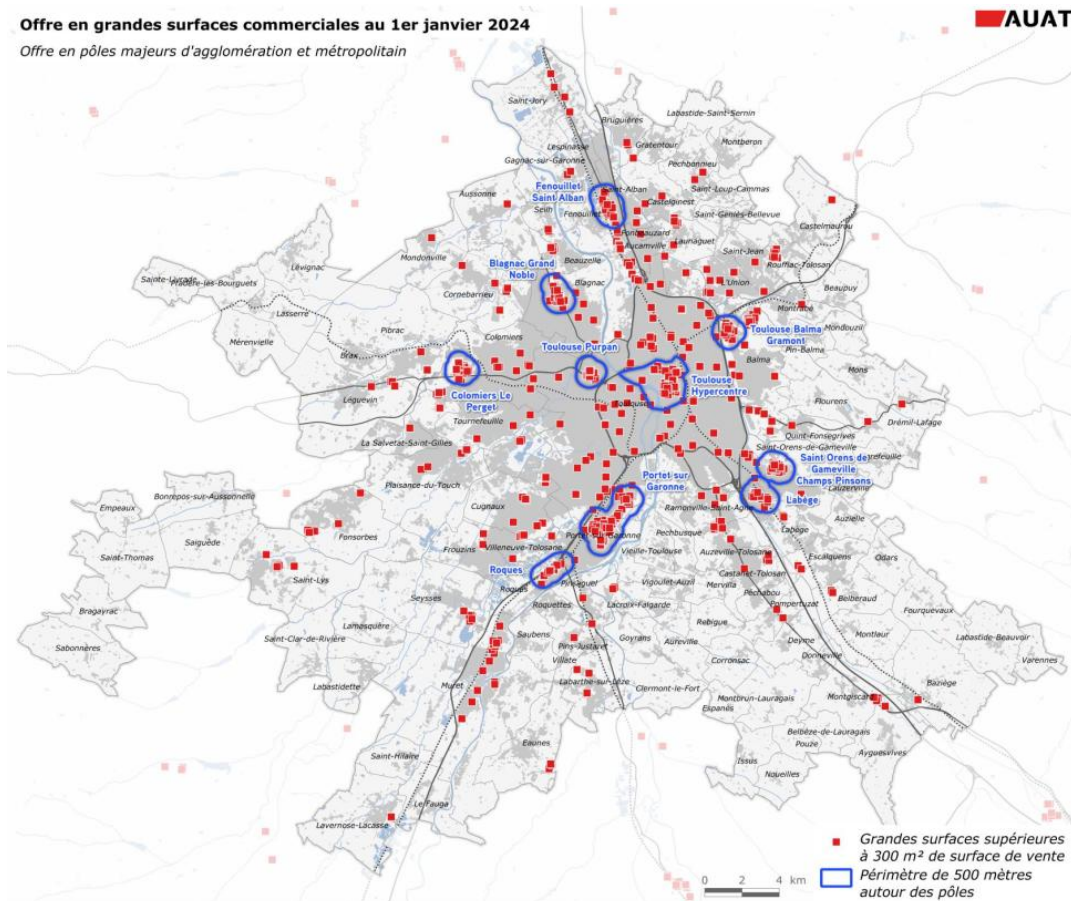 Offre en grandes surfaces commerciales au 1er janvier 2024
AUAT
Offre en pôles majeurs d'agglomération et métropolitain
Saint-Jory
Labastide-Saint-Sernin
Bruguières
Lespinasse
Gratentour
Montberon
Gagnac-sur-Garonne
Pechbonnieu
Fenouillet
Saint Alban
Saint-Alban
Saint-Loup-Cammas
Aussonne
Seilh
Fenouillet
Castelginest
Saint-Geniès-Bellevue
Castelmaurou
Fonbeauzard
Launaguet
Aucamville
Saint-Jean
Mondonville
Beauzelle
Rouffiac-Tolosan
Lévignac
Blagnac Grand
Noble
Sainte-Livrade
Pradère-les-Bourguets
Blagnac
L'Union
Beaupuy
Cornebarrieu
Lasserre
Montrabé
Mondouzil
Pibrac
Colomiers
Toulouse Balma
Gramont
Mérenvielle
Toulouse Purpan
Pin-Balma
Brax
Balma
Mons
Toulouse
Hypercentre
Léguevin
Colomiers Le
Perget
Toulouse
Flourens
Tournefeuille
Drémil-Lafage
Quint-Fonsegrives
La Salvetat-Saint-Gilles
Saint-Orens-de-Gameville
Saint Orens de
Gameville
Champs Pinsons
Portet sur
Garonne
Plaisance-du-Touch
Bonrepos-sur-Aussonnelle
Lauzerville
Labège
Empeaux
Cugnaux
Ramonville-Saint-Agne
Labège
Auzielle
Fonsorbes
Saiguède
Portet-sur-Garonne
Pechbusque
Frouzins
Villeneuve-Tolosane
Vieille-Toulouse
Auzeville-Tolosane
Escalquens
Odars
Saint-Thomas
Roques
Castanet-Tolosan
Saint-Lys
Pinsaguel
Vigoulet-Auzil
Mervilla
Belberaud
Seysses
Roques
Péchabou
Bragayrac
Roquettes
Lacroix-Falgarde
Pompertuzat
Fourquevaux
Lamasquère
Rebigue
Saint-Clar-de-Rivière
Saubens
Goyrans
Aureville
Deyme
Montlaur
Labastide-Beauvoir
Sabonnères
Pins-Justaret
Donneville
Villate
Corronsac
Varennes
Labastidette
Muret
Labarthe-sur-Lèze
Clermont-le-Fort
Baziège
Montbrun-Lauragais
Montgiscard
Espanès
Belbèze-de-Lauragais
Pouze
Ayguesvives
Saint-Hilaire
Eaunes
Issus
Noueilles
Le Fauga
Lavernose-Lacasse
Grandes surfaces supérieures
à 300 m² de surface de vente
Périmètre de 500 mètres
autour des pôles
0 2 4 km